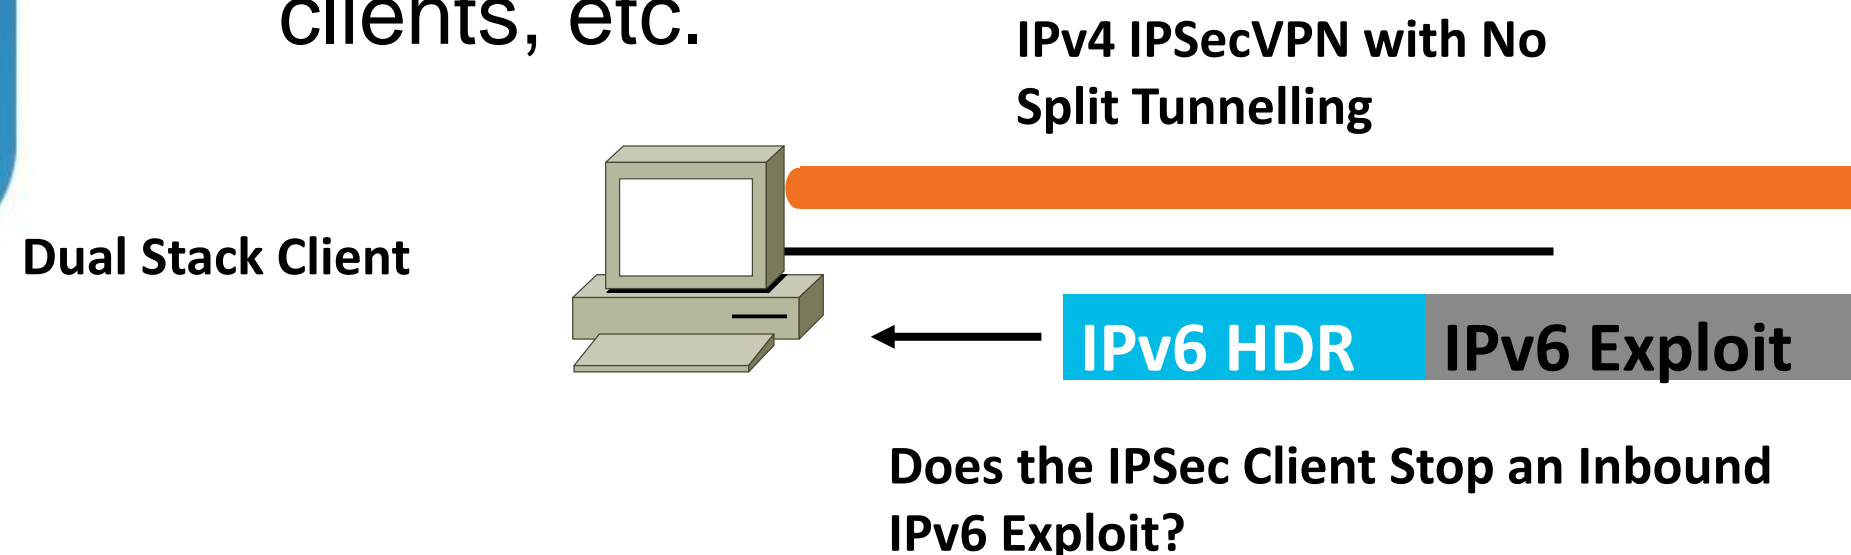 clients, etc.
IPv4 IPSecVPN with No
Split Tunnelling
Dual Stack Client
IPv6 HDR IPv6 Exploit
Does the IPSec Client Stop an Inbound
IPv6 Exploit?